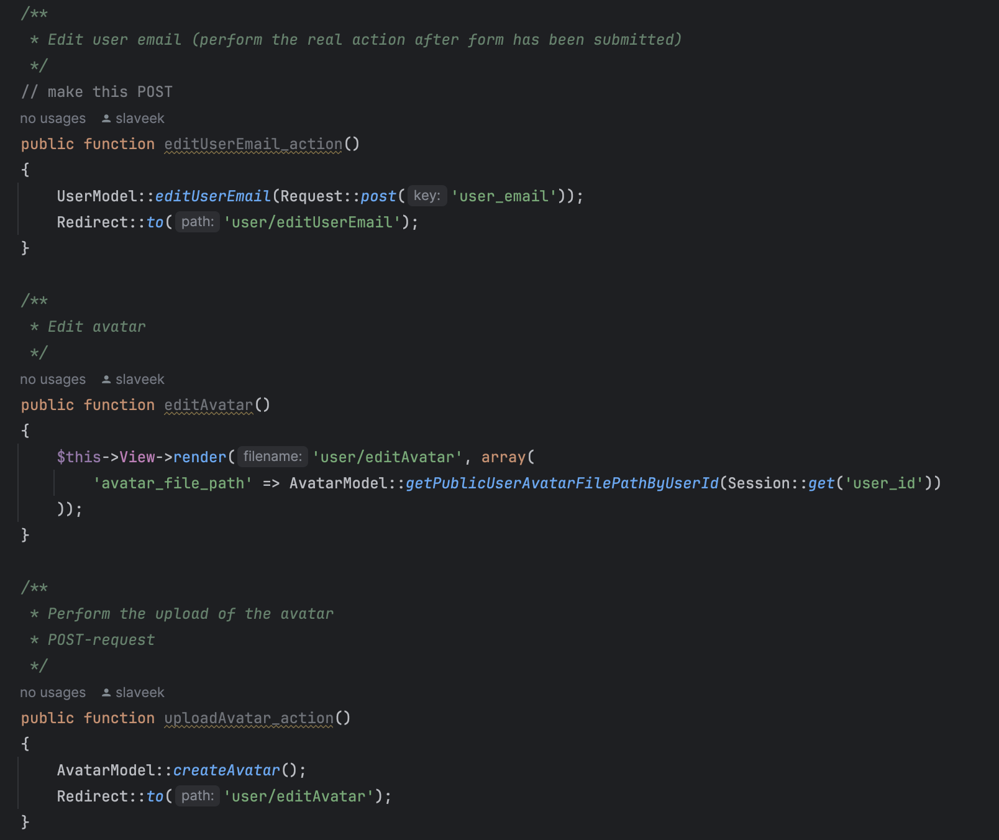 /**
 * Edit user email (perform the real action after form has been submitted)
 */
// make this POST
no usages slaveek
public function editUserEmail_action()
{
    UserModel::editUserEmail(Request::post( key: 'user_email'));
    Redirect::to( path: 'user/editUserEmail');
}

/**
 * Edit avatar
 */
no usages slaveek
public function editAvatar()
{
    $this->View->render( filename: 'user/editAvatar', array(
        'avatar_file_path' => AvatarModel::getPublicUserAvatarFilePathByUserId(Session::get('user_id'))
    ));
}

/**
 * Perform the upload of the avatar
 * POST-request
 */
no usages slaveek
public function uploadAvatar_action()
{
    AvatarModel::createAvatar();
    Redirect::to( path: 'user/editAvatar');
}